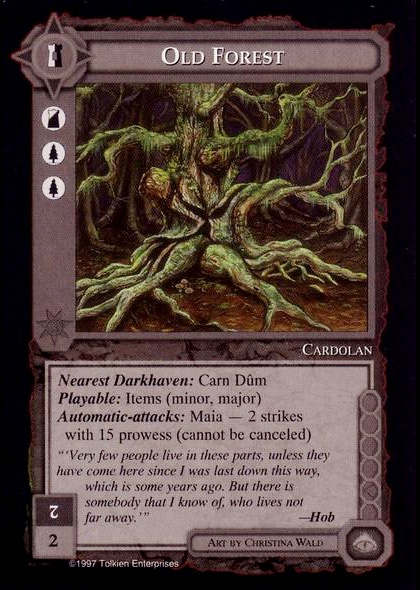 OLD FOREST
CARDOLAN
Nearest Darkhaven: Carn Dûm
Playable: Items (minor, major)
Automatic-attacks: Maia — 2 strikes
with 15 prowess (cannot be canceled)
“‘Very few people live in these parts, unless they
have come here since I was last down this way,
which is some years ago. But there is
somebody that I know of, who lives not
far away.’”
—Hob
2
2
ART BY CHRISTINA WALD
©1997 Tolkien Enterprises